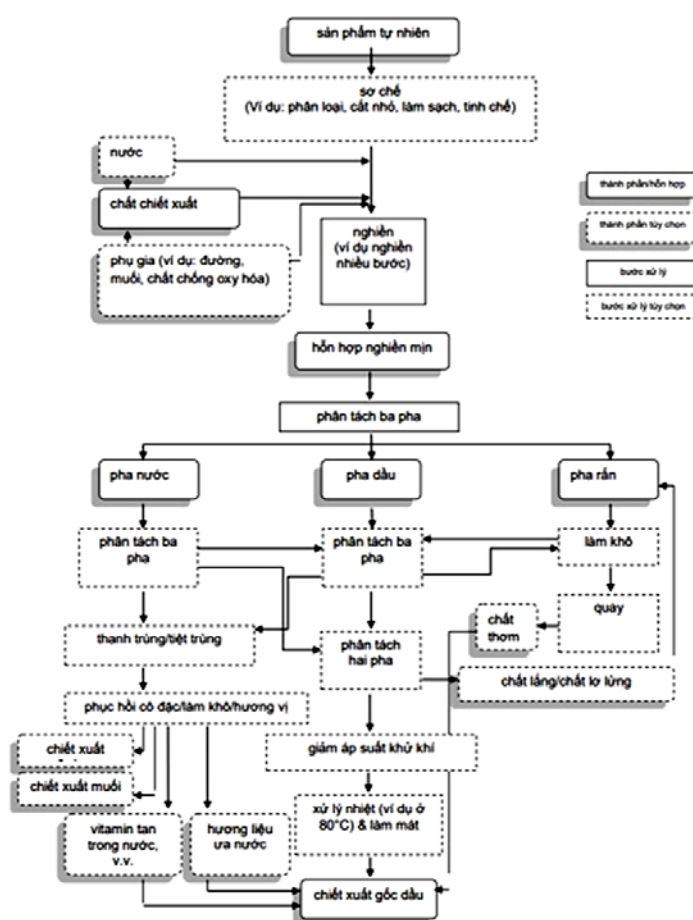 sản phẩm tự nhiên
sơ chế
(Ví dụ: phân loại, cắt nhỏ, làm sạch, tinh chế)
nước
chất chiết xuất
phụ gia (ví dụ: đường,
muối, chất chống oxy hóa)
nghiền
(ví dụ nghiền
nhiều bước)
thành phần/hỗn hợp
thành phần tùy chọn
bước xử lý
bước xử lý tùy chọn
hỗn hợp nghiền mịn
phân tách ba pha
pha nước
pha dầu
pha rắn
phân tách ba
pha
phân tách ba
pha
làm khô
quay
chất
thơm
thanh trùng/tiệt trùng
phân tách
hai pha
chất lắng/chất lơ lửng
phục hồi cô đặc/làm khô/hương vị
chiết xuất
chiết xuất muối
giảm áp suất khử khí
vitamin tan
trong nước,
v.v.
hương liệu
ưa nước
xử lý nhiệt (ví dụ ở
80°C) & làm mát
chiết xuất gốc dầu